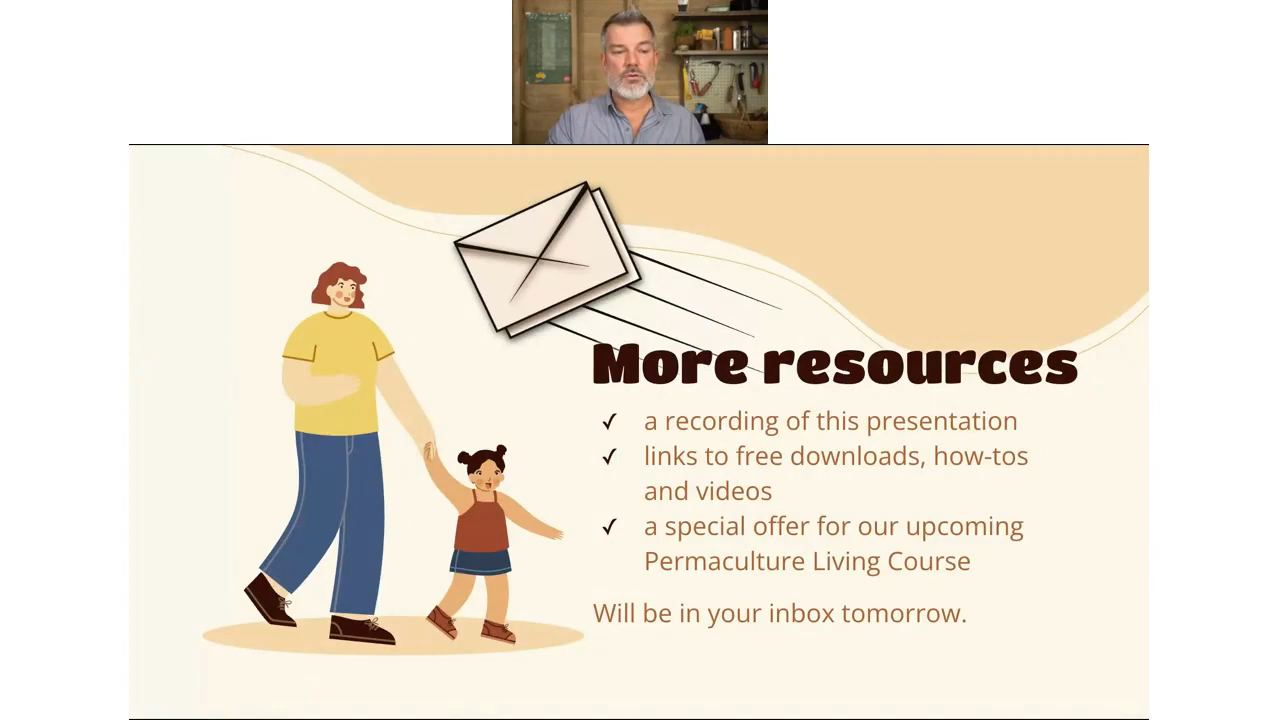 More resources
✓ a recording of this presentation
✓ links to free downloads, how-tos
and videos
✓ a special offer for our upcoming
Permaculture Living Course
Will be in your inbox tomorrow.